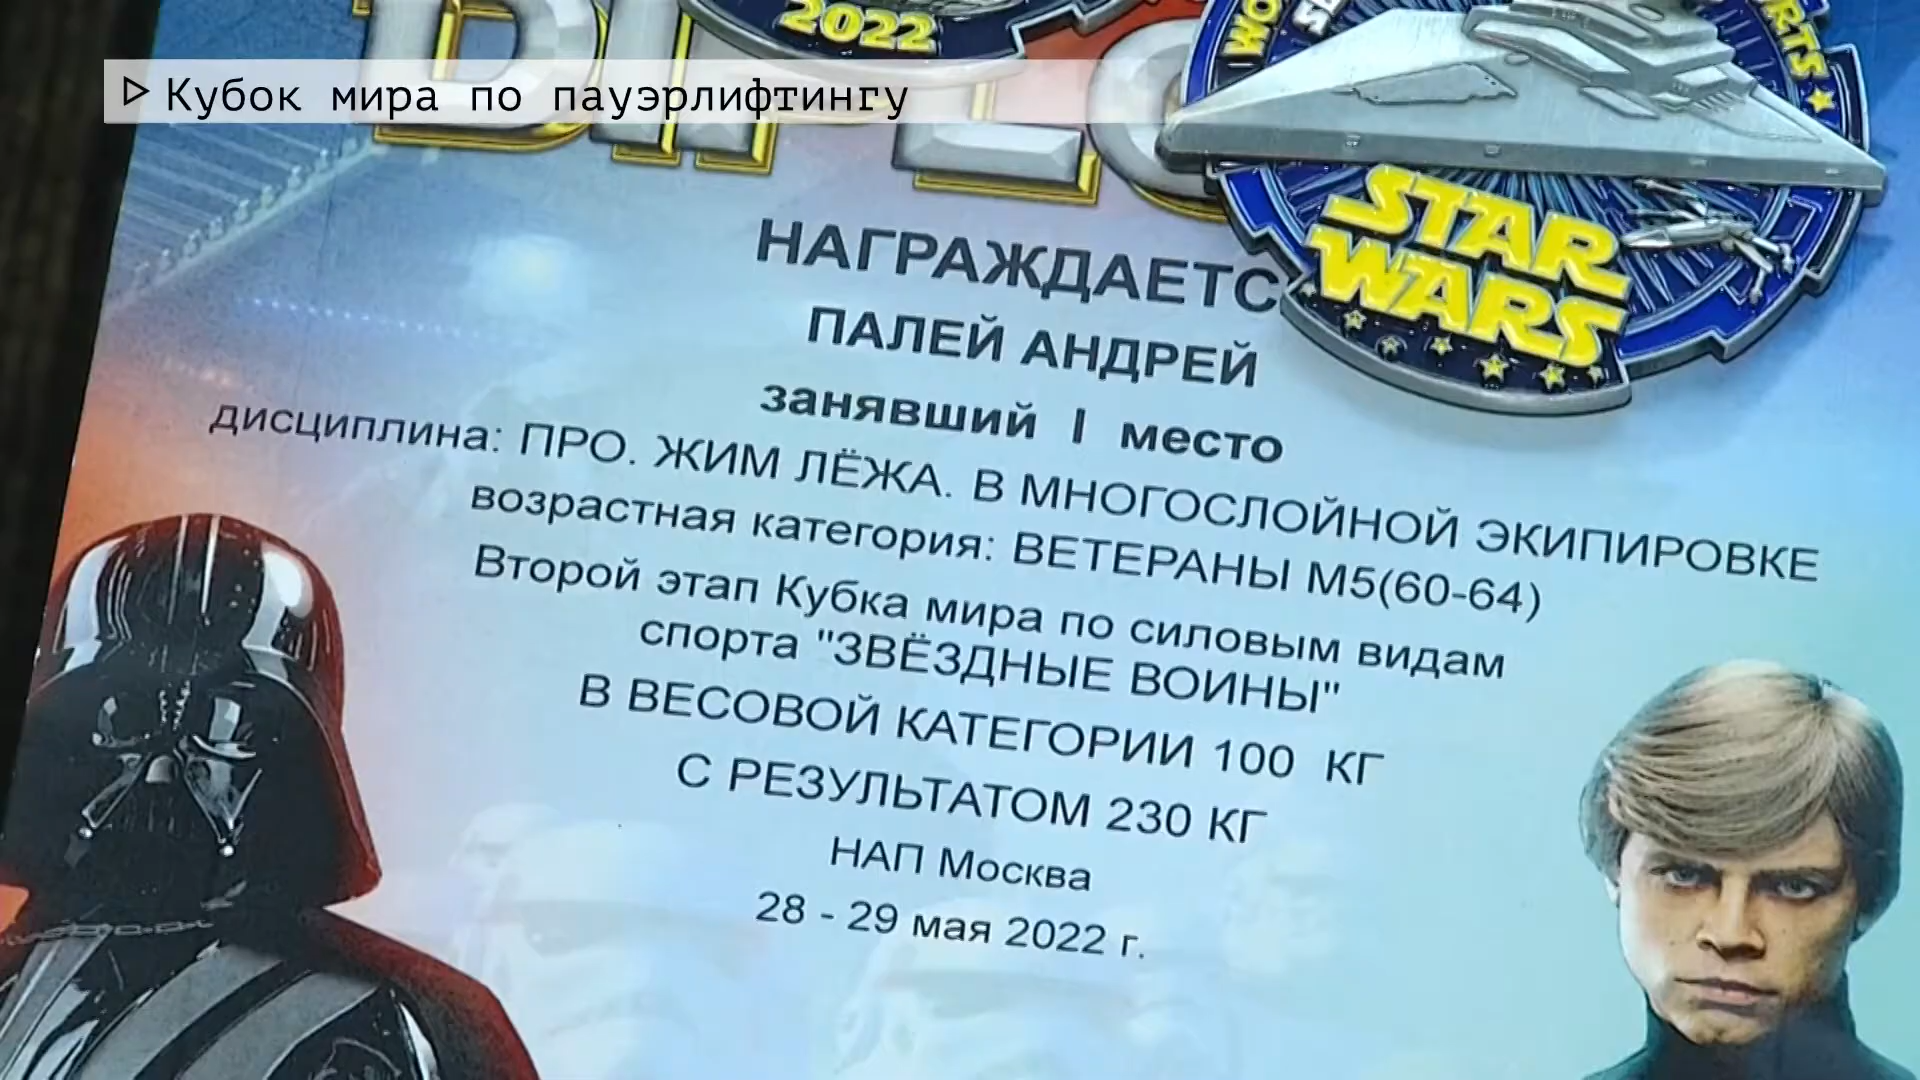 2022
Кубок мира по пауэрлифтингу
STAR
WARS
НАГРАЖДАЕТС
ПАЛЕЙ АНДРЕЙ
занявший I место
дисциплина: ПРО. ЖИМ ЛЁЖА. В МНОГОСЛОЙНОЙ ЭКИПИРОВКЕ
возрастная категория: ВЕТЕРАНЫ М5(60-64)
Второй этап Кубка мира по силовым видам
спорта "ЗВЁЗДНЫЕ ВОИНЫ"
В ВЕСОВОЙ КАТЕГОРИИ 100 КГ
С РЕЗУЛЬТАТОМ 230 КГ
НАП Москва
28 - 29 мая 2022 г.